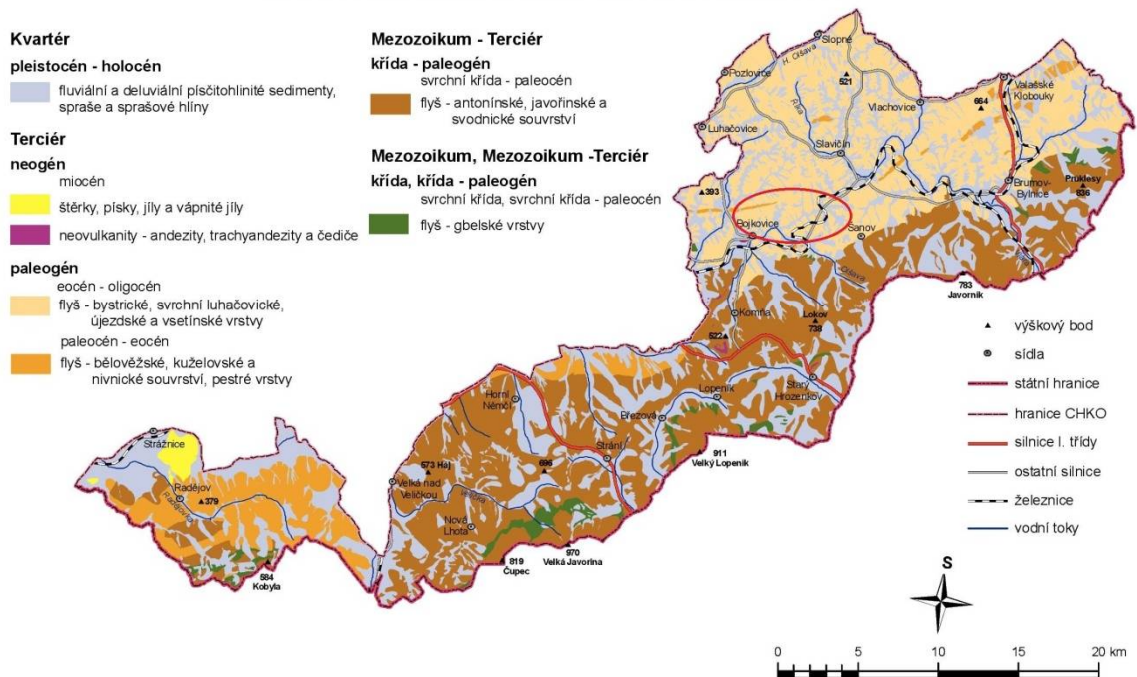 Kvartér
pleistocén - holocén
fluviální a deluviální písčitohlinité sedimenty,
spraše a sprašové hlíny
Terciér
neogén
miocén
štěrky, písky, jíly a vápnité jíly
neovulkanity - andezity, trachyandezity a čediče
paleogén
eocén - oligocén
flyš - bystrické, svrchní luhačovické,
újezdské a vsetínské vrstvy
paleocén - eocén
flyš - bělověžské, kuželovské a
nivnické souvrství, pestré vrstvy
Mezozoikum - Terciér
křída - paleogén
svrchní křída - paleocén
flyš - antonínské, javořinské a
svodnické souvrství
Mezozoikum, Mezozoikum -Terciér
křída, křída - paleogén
svrchní křída, svrchní křída - paleocén
flyš - gbelské vrstvy
Slopné
H. Olšava
Pozlovice
521
Valašské
Klobouky
664
Vlachovice
Luhačovice
Slavičín
Průklesy
836
Brumov-
Bylnice
393
Bojkovice
Šanov
Olšava
783
Javorník
Komňa
Lokov
738
522
Starý
Hrozenkov
Lopeník
Březová
Horní
Němčí
Strání
695
911
Velký Lopeník
573 Háj
Velká nad
Veličkou
Velička
Nová
Lhota
970
Velká Javorina
819
Čupec
Strážnice
Radějov
379
Radějovka
584
Kobyla
výškový bod
sídla
státní hranice
hranice CHKO
silnice I. třídy
ostatní silnice
železnice
vodní toky
S
0 5 10 15 20 km